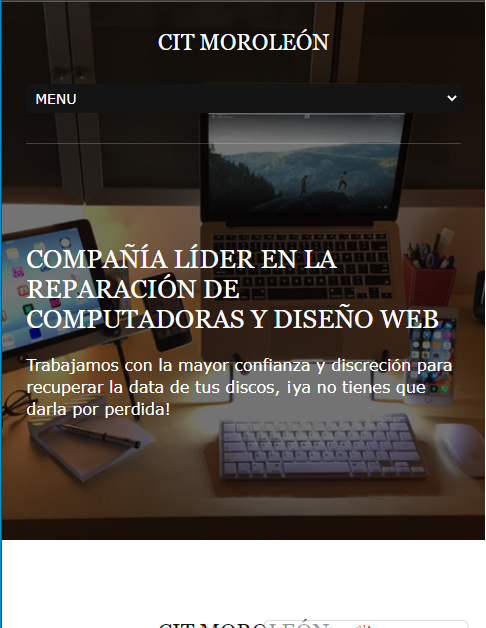 CIT MOROLEÓN
MENU
COMPAÑÍA LÍDER EN LA
REPARACIÓN DE
COMPUTADORAS Y DISEÑO WEB
Trabajamos con la mayor confianza y discreción para
recuperar la data de tus discos, ¡ya no tienes que
darla por perdida!
CIT MOROLEÓN